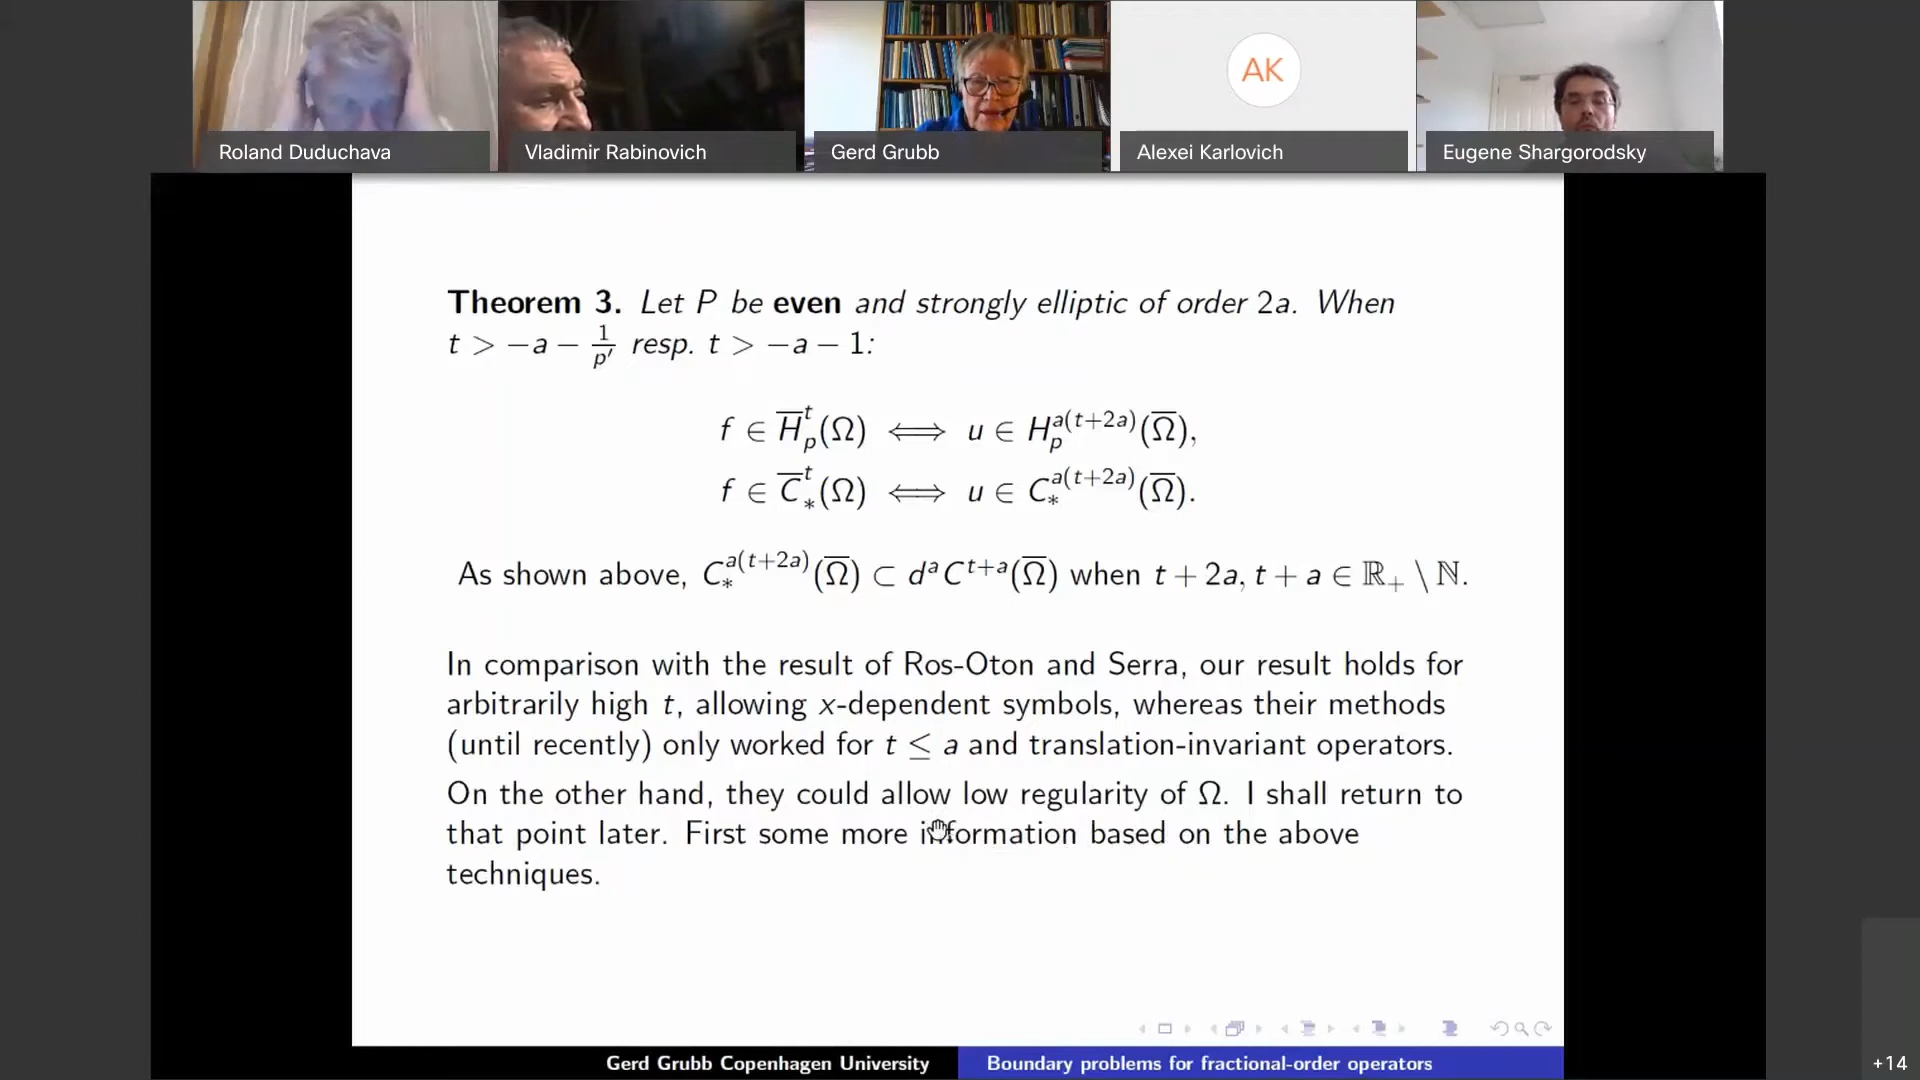 Roland Duduchava
Vladimir Rabinovich
Gerd Grubb
AK
Alexei Karlovich
Eugene Shargorodsky
Theorem 3. Let P be even and strongly elliptic of order 2a. When
t > −a − 1/p′ resp. t > −a − 1:
f ∈ H̅ₚᵗ(Ω) ⟺ u ∈ Hₚ^{a(t+2a)}(Ω̅),
f ∈ C̅_*^t(Ω) ⟺ u ∈ C_*^{a(t+2a)}(Ω̅).
As shown above, C_*^{a(t+2a)}(Ω̅) ⊂ d^a C^{t+a}(Ω̅) when t + 2a, t + a ∈ ℝ₊ \ ℕ.
In comparison with the result of Ros-Oton and Serra, our result holds for
arbitrarily high t, allowing x-dependent symbols, whereas their methods
(until recently) only worked for t ≤ a and translation-invariant operators.
On the other hand, they could allow low regularity of Ω. I shall return to
that point later. First some more information based on the above
techniques.
Gerd Grubb Copenhagen University
Boundary problems for fractional-order operators
+14